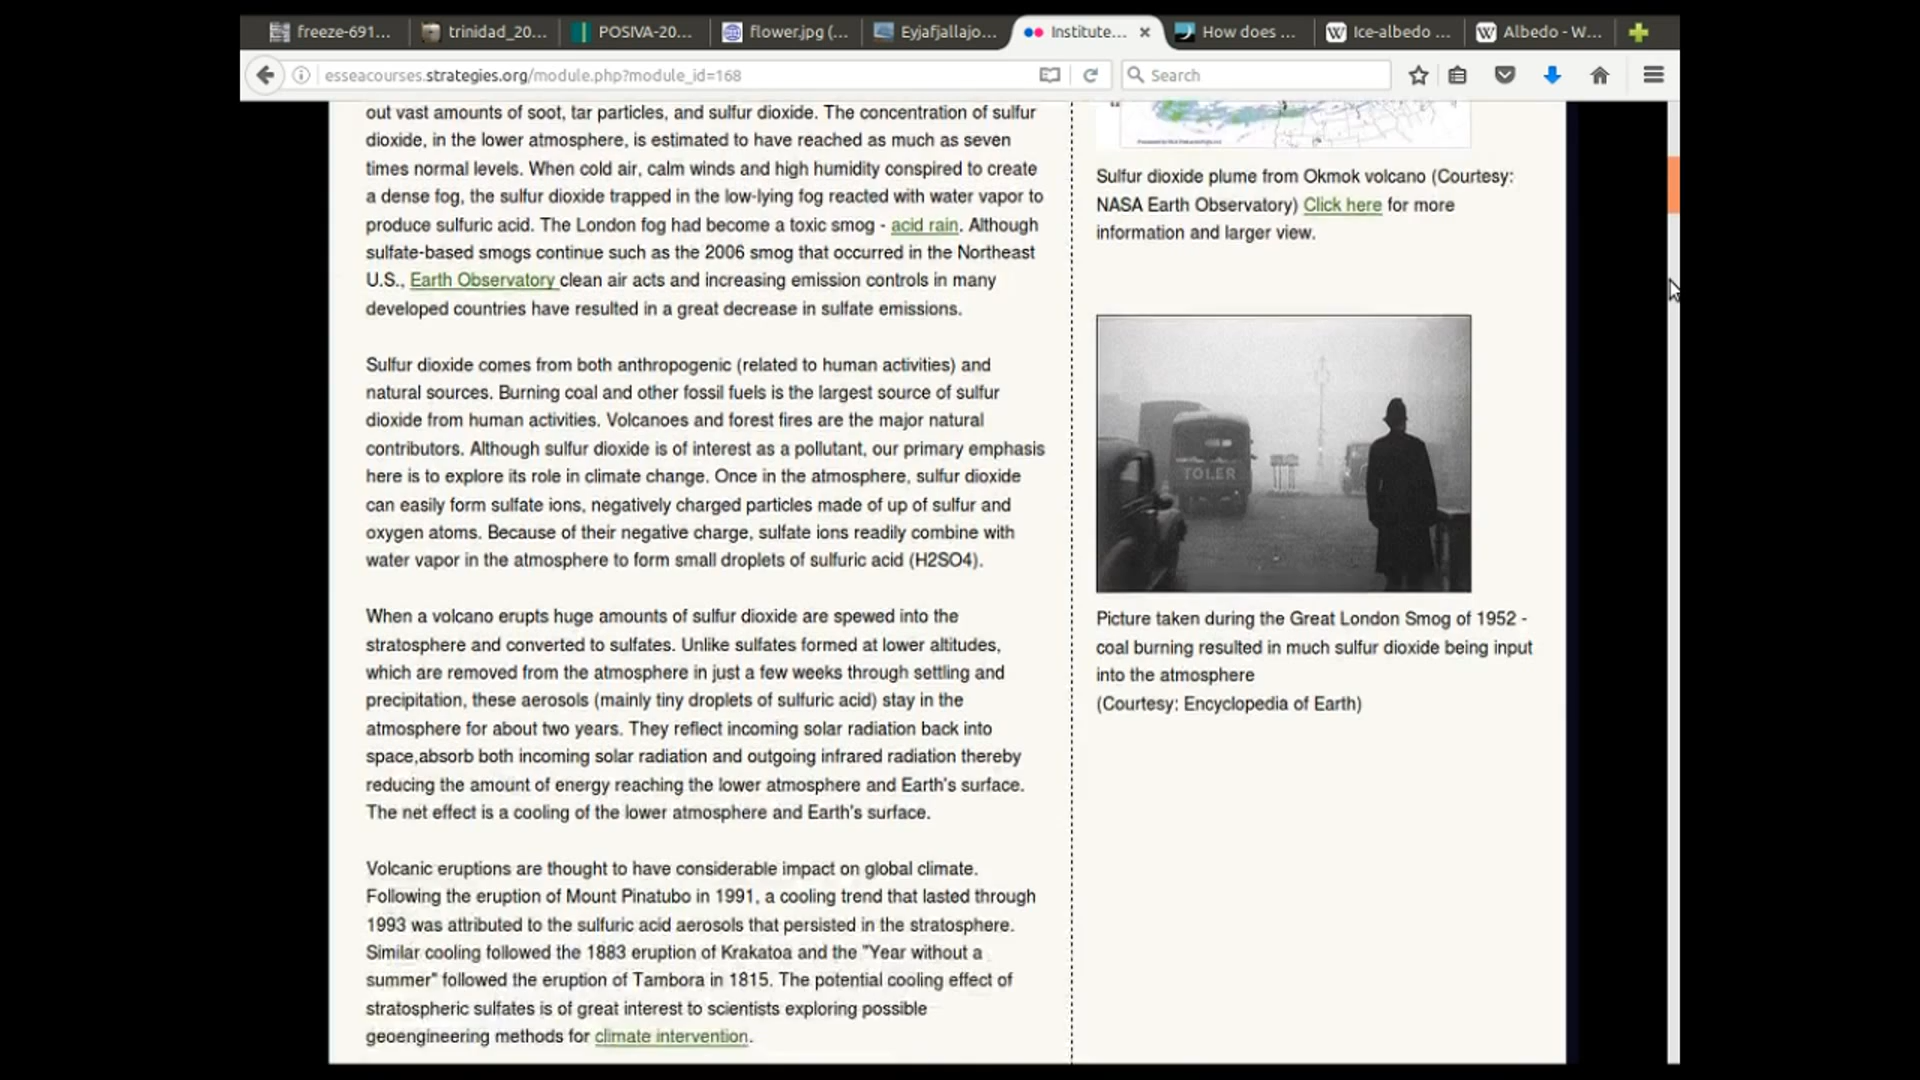 freeze-691...
trinidad_20...
POSIVA-20...
flower.jpg (...
Eyjafjallajo...
Institute...
How does ...
Ice-albedo ...
Albedo - W...
esseacourses.strategies.org/module.php?module_id=168
Search
out vast amounts of soot, tar particles, and sulfur dioxide. The concentration of sulfur
dioxide, in the lower atmosphere, is estimated to have reached as much as seven
times normal levels. When cold air, calm winds and high humidity conspired to create
a dense fog, the sulfur dioxide trapped in the low-lying fog reacted with water vapor to
produce sulfuric acid. The London fog had become a toxic smog - acid rain. Although
sulfate-based smogs continue such as the 2006 smog that occurred in the Northeast
U.S., Earth Observatory clean air acts and increasing emission controls in many
developed countries have resulted in a great decrease in sulfate emissions.
Sulfur dioxide comes from both anthropogenic (related to human activities) and
natural sources. Burning coal and other fossil fuels is the largest source of sulfur
dioxide from human activities. Volcanoes and forest fires are the major natural
contributors. Although sulfur dioxide is of interest as a pollutant, our primary emphasis
here is to explore its role in climate change. Once in the atmosphere, sulfur dioxide
can easily form sulfate ions, negatively charged particles made of up of sulfur and
oxygen atoms. Because of their negative charge, sulfate ions readily combine with
water vapor in the atmosphere to form small droplets of sulfuric acid (H2SO4).
When a volcano erupts huge amounts of sulfur dioxide are spewed into the
stratosphere and converted to sulfates. Unlike sulfates formed at lower altitudes,
which are removed from the atmosphere in just a few weeks through settling and
precipitation, these aerosols (mainly tiny droplets of sulfuric acid) stay in the
atmosphere for about two years. They reflect incoming solar radiation back into
space,absorb both incoming solar radiation and outgoing infrared radiation thereby
reducing the amount of energy reaching the lower atmosphere and Earth's surface.
The net effect is a cooling of the lower atmosphere and Earth's surface.
Volcanic eruptions are thought to have considerable impact on global climate.
Following the eruption of Mount Pinatubo in 1991, a cooling trend that lasted through
1993 was attributed to the sulfuric acid aerosols that persisted in the stratosphere.
Similar cooling followed the 1883 eruption of Krakatoa and the "Year without a
summer" followed the eruption of Tambora in 1815. The potential cooling effect of
stratospheric sulfates is of great interest to scientists exploring possible
geoengineering methods for climate intervention.
Sulfur dioxide plume from Okmok volcano (Courtesy:
NASA Earth Observatory) Click here for more
information and larger view.
TOLER
Picture taken during the Great London Smog of 1952 -
coal burning resulted in much sulfur dioxide being input
into the atmosphere
(Courtesy: Encyclopedia of Earth)